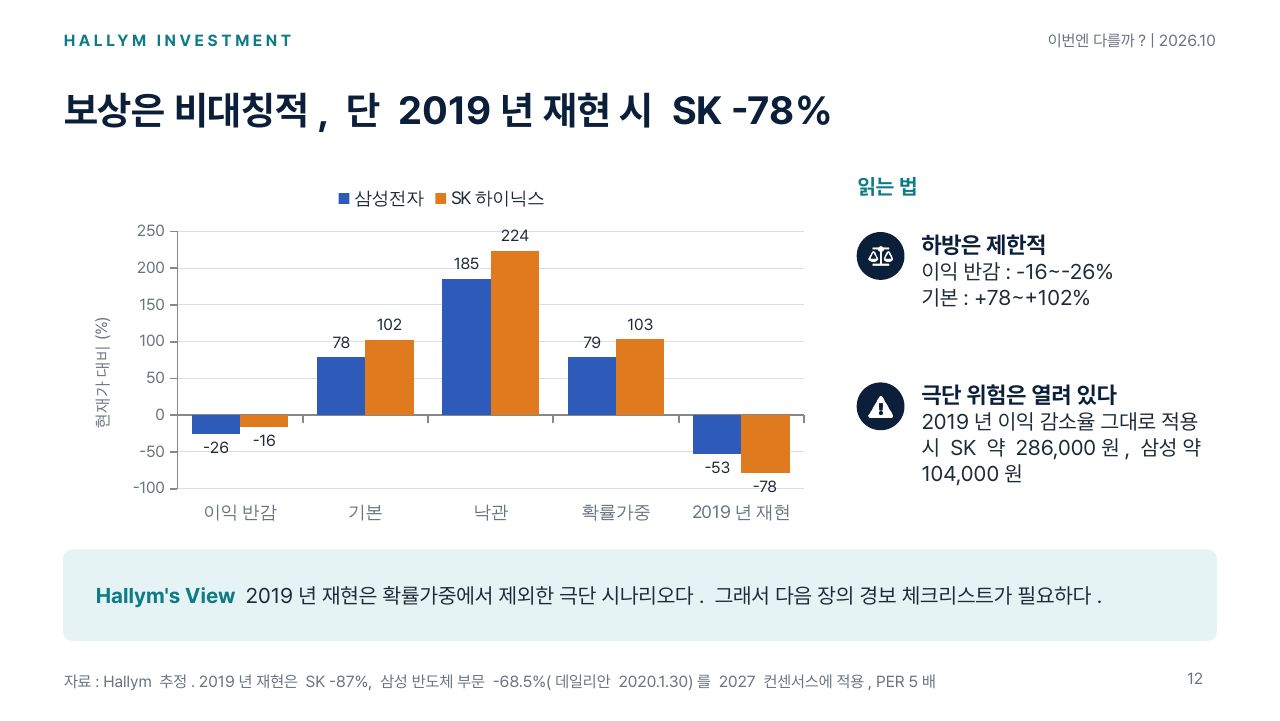 HALLYM INVESTMENT
이번엔 다를까 ? | 2026.10
보상은 비대칭적 , 단 2019 년 재현 시 SK -78%
삼성전자 SK 하이닉스
현재가 대비 (%)
250
200
150
100
50
0
-50
-100
-26
-16
78
102
185
224
79
103
-53
-78
이익 반감
기본
낙관
확률가중
2019 년 재현
읽는 법
하방은 제한적
이익 반감 : -16~-26%
기본 : +78~+102%
극단 위험은 열려 있다
2019 년 이익 감소율 그대로 적용
시 SK 약 286,000 원 , 삼성 약
104,000 원
Hallym's View 2019 년 재현은 확률가중에서 제외한 극단 시나리오다 . 그래서 다음 장의 경보 체크리스트가 필요하다 .
자료 : Hallym 추정 . 2019 년 재현은 SK -87%, 삼성 반도체 부문 -68.5%( 데일리안 2020.1.30) 를 2027 컨센서스에 적용 , PER 5 배
12